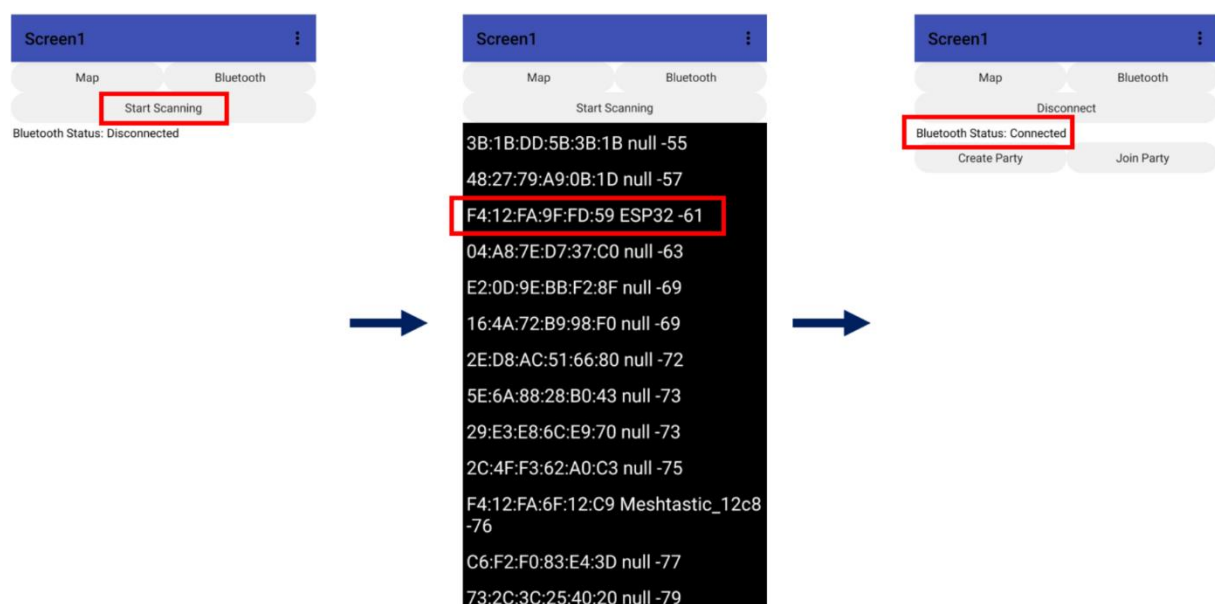 Screen1
Map Bluetooth
Start Scanning
Bluetooth Status: Disconnected
Screen1
Map Bluetooth
Start Scanning
3B:1B:DD:5B:3B:1B null -55
48:27:79:A9:0B:1D null -57
F4:12:FA:9F:FD:59 ESP32 -61
04:A8:7E:D7:37:C0 null -63
E2:0D:9E:BB:F2:8F null -69
16:4A:72:B9:98:F0 null -69
2E:D8:AC:51:66:80 null -72
5E:6A:88:28:B0:43 null -73
29:E3:E8:6C:E9:70 null -73
2C:4F:F3:62:A0:C3 null -75
F4:12:FA:6F:12:C9 Meshtastic_12c8
-76
C6:F2:F0:83:E4:3D null -77
73:2C:3C:25:40:20 null -79
Screen1
Map Bluetooth
Disconnect
Bluetooth Status: Connected
Create Party Join Party